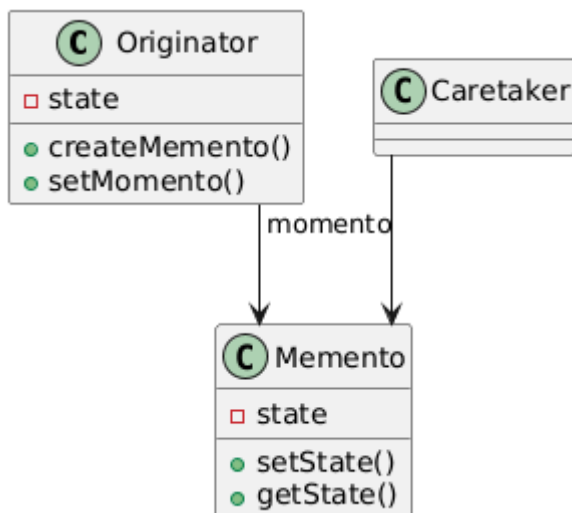 C Originator
state
createMemento()
setMomento()
C Caretaker
momento
C Memento
state
setState()
getState()